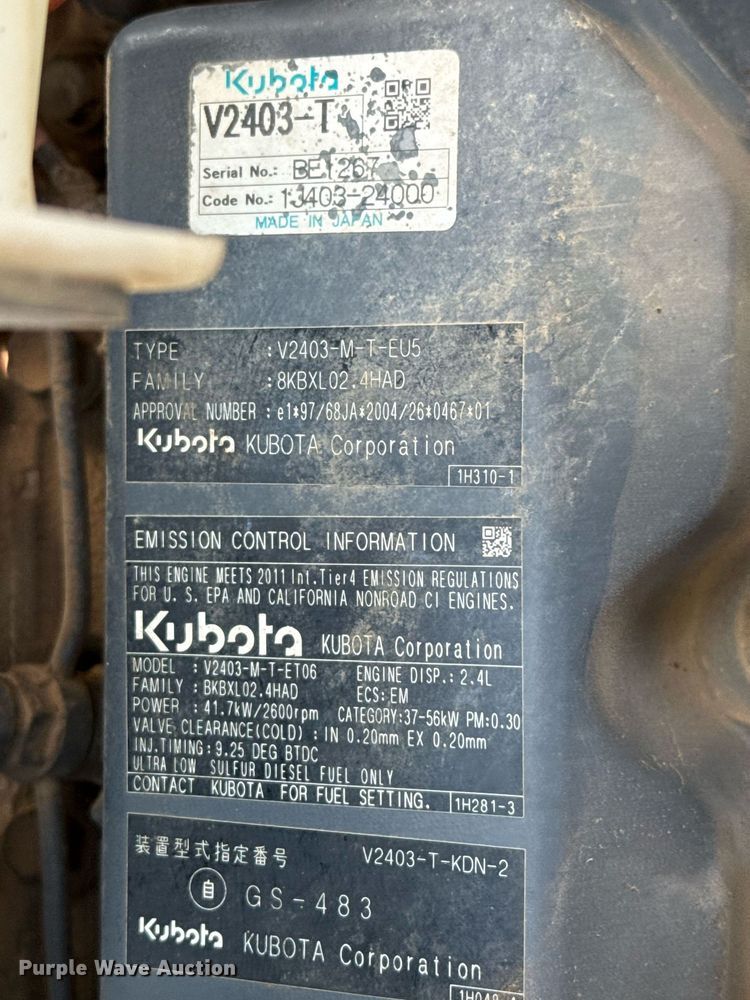 Kubota
V2403-T
Serial No.: BE1267
Code No.: 1J403-24000
MADE IN JAPAN
TYPE : V2403-M-T-EU5
FAMILY : 8KBXL02.4HAD
APPROVAL NUMBER : e1*97/68JA*2004/26*0467*01
Kubota KUBOTA Corporation
1H310-1
EMISSION CONTROL INFORMATION
THIS ENGINE MEETS 2011 Int.Tier4 EMISSION REGULATIONS
FOR U. S. EPA AND CALIFORNIA NONROAD CI ENGINES.
Kubota KUBOTA Corporation
MODEL : V2403-M-T-ET06 ENGINE DISP.: 2.4L
FAMILY : BKBXL02.4HAD ECS: EM
POWER : 41.7kW/2600rpm CATEGORY:37-56kW PM:0.30
VALVE CLEARANCE(COLD) : IN 0.20mm EX 0.20mm
INJ.TIMING : 9.25 DEG BTDC
ULTRA LOW SULFUR DIESEL FUEL ONLY
CONTACT KUBOTA FOR FUEL SETTING. 1H281-3
装置型式指定番号 V2403-T-KDN-2
自 GS-483
Kubota KUBOTA Corporation
Purple Wave Auction